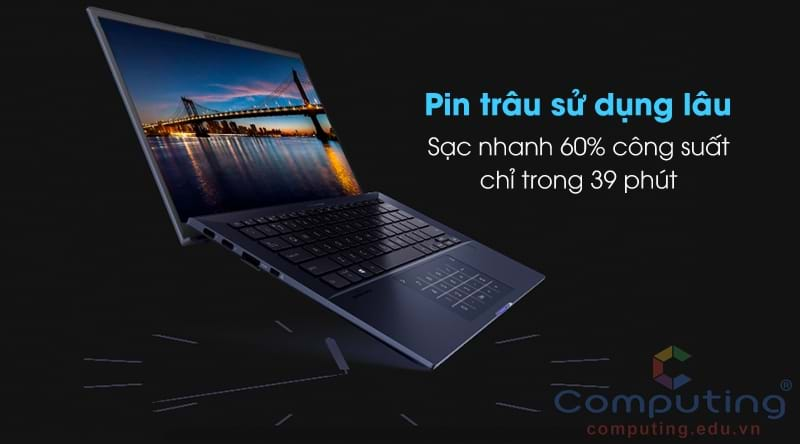 Pin trâu sử dụng lâu
Sạc nhanh 60% công suất
chỉ trong 39 phút
Computing®
computing.edu.vn